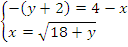 {−(y + 2) = 4 − x
x = √(18 + y)